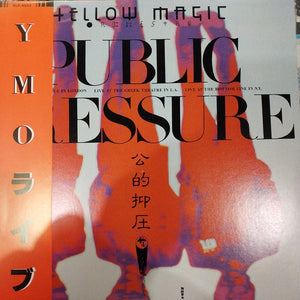 YMOライブ
YELLOW MAGIC
PUBLIC
LIVE AT THE GREEK THEATRE IN L.A. LIVE AT THE BOTTOM LINE IN N.Y.
RESSURE
公的抑圧